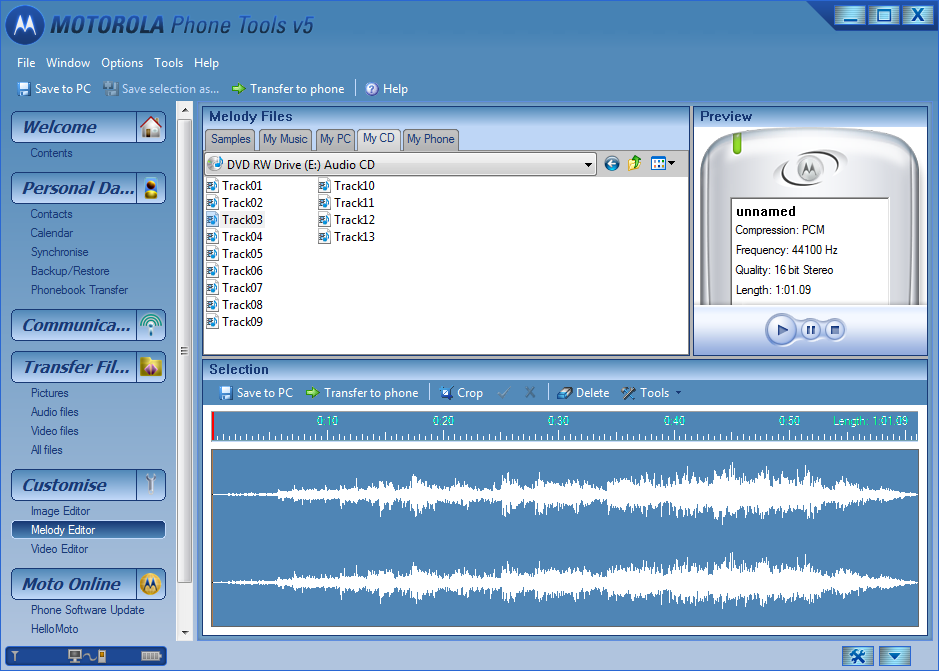 MOTOROLA Phone Tools v5
File Window Options Tools Help
Save to PC Save selection as... Transfer to phone Help
Welcome
Contents
Personal Da...
Contacts
Calendar
Synchronise
Backup/Restore
Phonebook Transfer
Communica...
Transfer Fil...
Pictures
Audio files
Video files
All files
Customise
Image Editor
Melody Editor
Video Editor
Moto Online
Phone Software Update
HelloMoto
Melody Files
Samples My Music My PC My CD My Phone
DVD RW Drive (E:) Audio CD
Track01 Track10
Track02 Track11
Track03 Track12
Track04 Track13
Track05
Track06
Track07
Track08
Track09
Preview
unnamed
Compression: PCM
Frequency: 44100 Hz
Quality: 16 bit Stereo
Length: 1:01.09
Selection
Save to PC Transfer to phone Crop Delete Tools
0:10 0:20 0:30 0:40 0:50 Length: 1:01.09